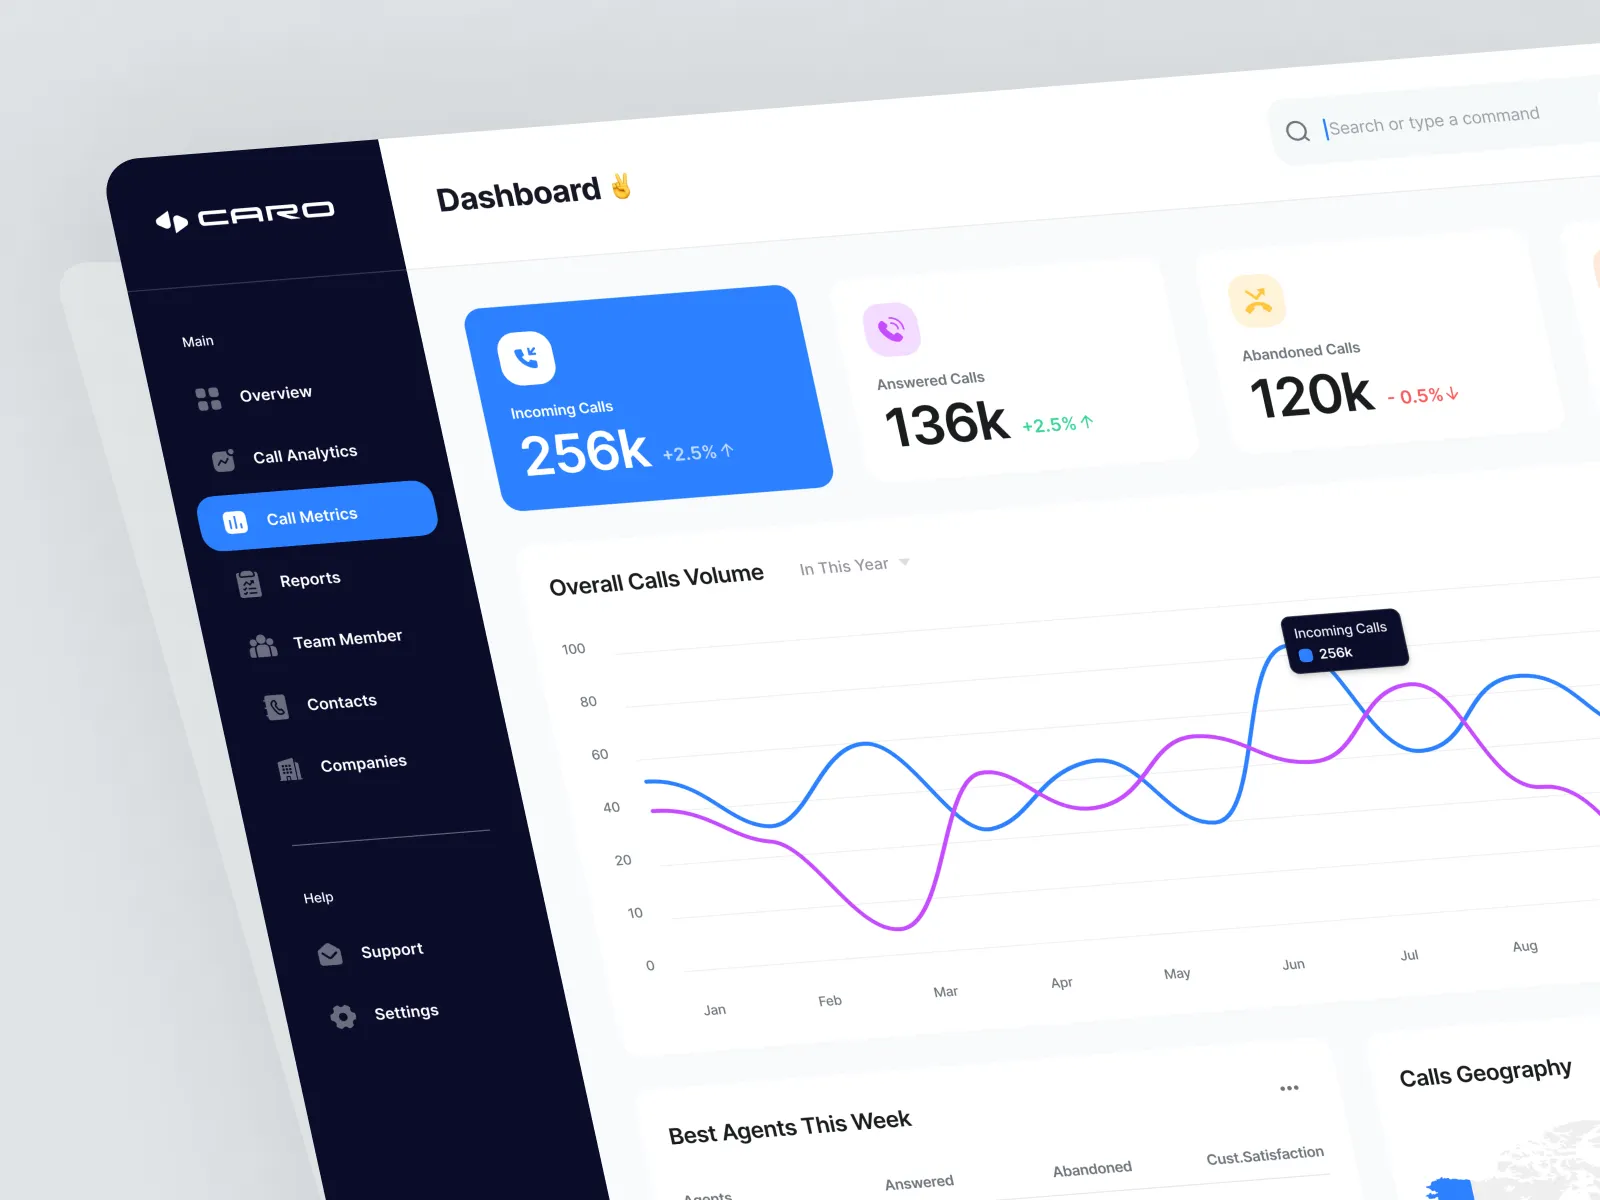 CARO
Dashboard ✌️
Search or type a command
Main
Overview
Call Analytics
Call Metrics
Reports
Team Member
Contacts
Companies
Help
Support
Settings
Incoming Calls
256k +2.5% ↑
Answered Calls
136k +2.5% ↑
Abandoned Calls
120k - 0.5% ↓
Overall Calls Volume In This Year
100
80
60
40
20
10
0
Incoming Calls
256k
Jan Feb Mar Apr May Jun Jul Aug
Best Agents This Week
Agents Answered Abandoned Cust.Satisfaction
Calls Geography